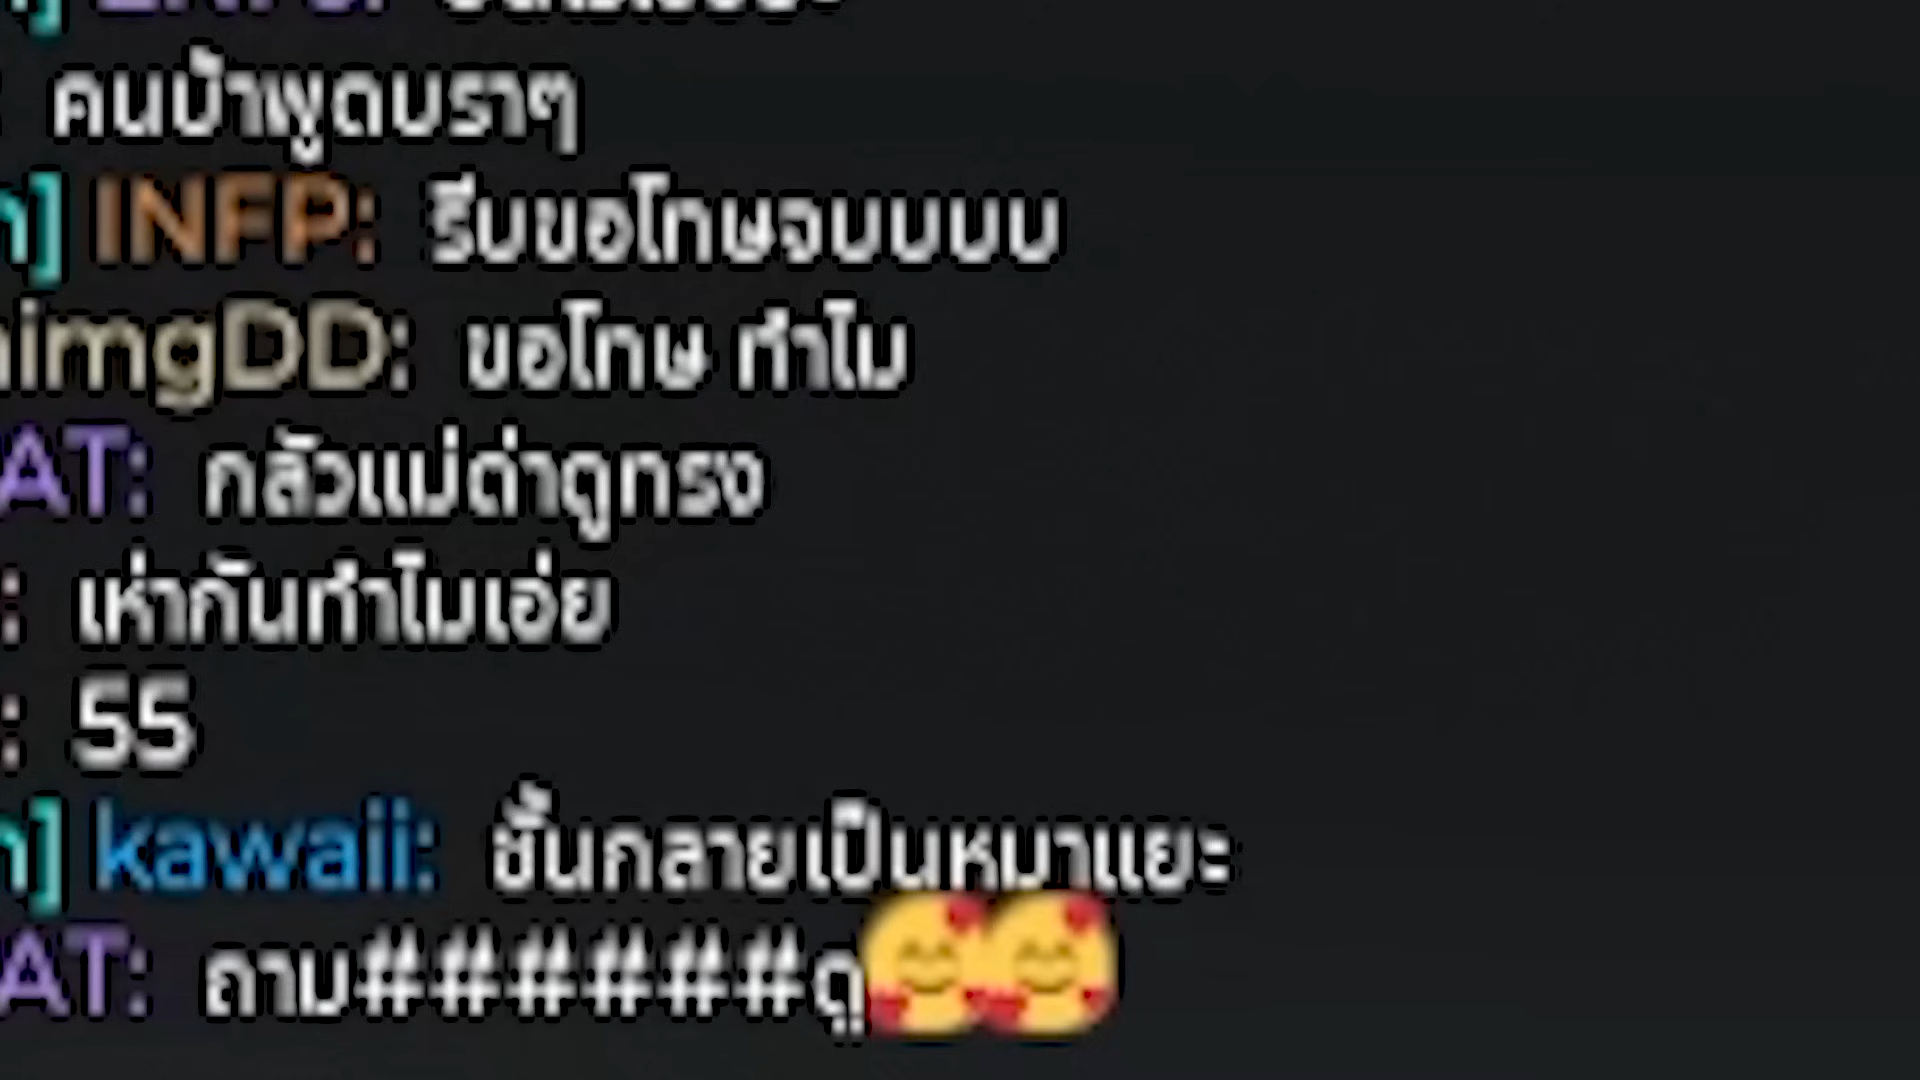 : คนบ้าพูดบราๆ
] INFP: รีบขอโทษจบบบบ
imgDD: ขอโทษ ทำไม
AT: กลัวแม่ด่าดูทรง
: เห่ากันทำไมเอ่ย
: 55
] kawaii: ชั้นกลายเป็นหมาแยะ
AT: ถาม######ดู🥰🥰